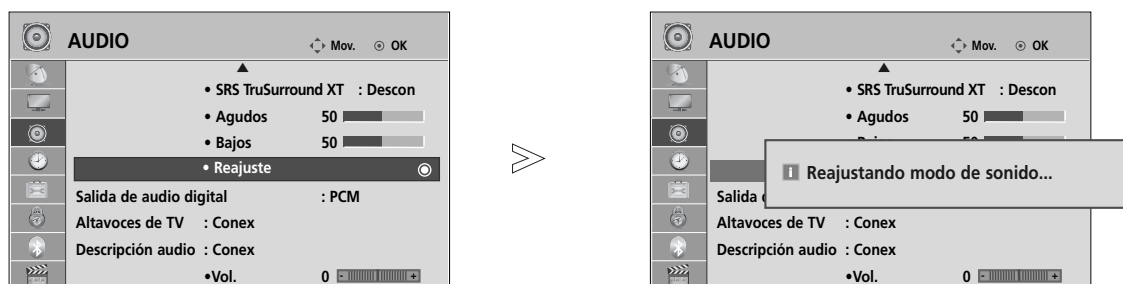 AUDIO Mov. OK
• SRS TruSurround XT : Descon
• Agudos 50
• Bajos 50
• Reajuste
Salida de audio digital : PCM
Altavoces de TV : Conex
Descripción audio : Conex
•Vol. 0 - +
AUDIO Mov. OK
• SRS TruSurround XT : Descon
• Agudos 50
Reajustando modo de sonido...
Salida
Altavoces de TV : Conex
Descripción audio : Conex
•Vol. 0 - +